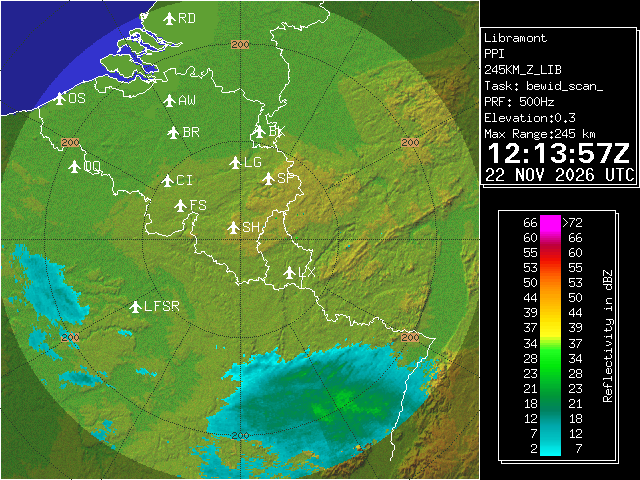 RD
200
OS
AW
BR
BK
200
200
QQ
LG
CI
SP
FS
SH
LX
LFSR
200
200
200
Libramont
PPI
245KM_Z_LIB
Task: bewid_scan_
PRF: 500Hz
Elevation:0.3
Max Range:245 km
12:13:57Z
22 NOV 2026 UTC
66 >72
60 66
55 60
53 55
50 53
44 50
39 44
37 39
34 37
28 34
23 28
21 23
18 21
12 18
7 12
2 7
Reflectivity in dBZ